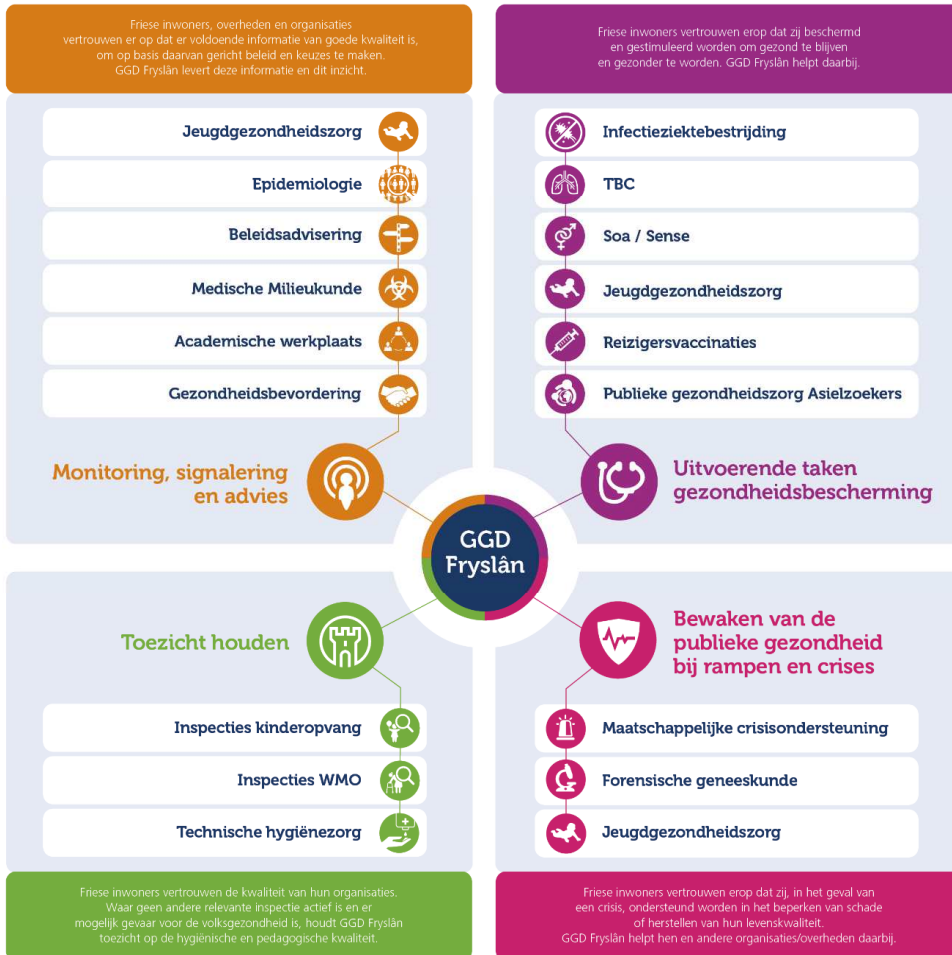 Friese inwoners, overheden en organisaties
vertrouwen er op dat er voldoende informatie van goede kwaliteit is,
om op basis daarvan gericht beleid en keuzes te maken.
GGD Fryslân levert deze informatie en dit inzicht.
Jeugdgezondheidszorg
Epidemiologie
Beleidsadvisering
Medische Milieukunde
Academische werkplaats
Gezondheidsbevordering
Monitoring, signalering
en advies
Friese inwoners vertrouwen erop dat zij beschermd
en gestimuleerd worden om gezond te blijven
en gezonder te worden. GGD Fryslân helpt daarbij.
Infectieziektebestrijding
TBC
Soa / Sense
Jeugdgezondheidszorg
Reizigersvaccinaties
Publieke gezondheidszorg Asielzoekers
Uitvoerende taken
gezondheidsbescherming
GGD
Fryslân
Toezicht houden
Inspecties kinderopvang
Inspecties WMO
Technische hygiënezorg
Friese inwoners vertrouwen de kwaliteit van hun organisaties.
Waar geen andere relevante inspectie actief is en er
mogelijk gevaar voor de volksgezondheid is, houdt GGD Fryslân
toezicht op de hygiënische en pedagogische kwaliteit.
Bewaken van de
publieke gezondheid
bij rampen en crises
Maatschappelijke crisisondersteuning
Forensische geneeskunde
Jeugdgezondheidszorg
Friese inwoners vertrouwen erop dat zij, in het geval van
een crisis, ondersteund worden in het beperken van schade
of herstellen van hun levenskwaliteit.
GGD Fryslân helpt hen en andere organisaties/overheden daarbij.